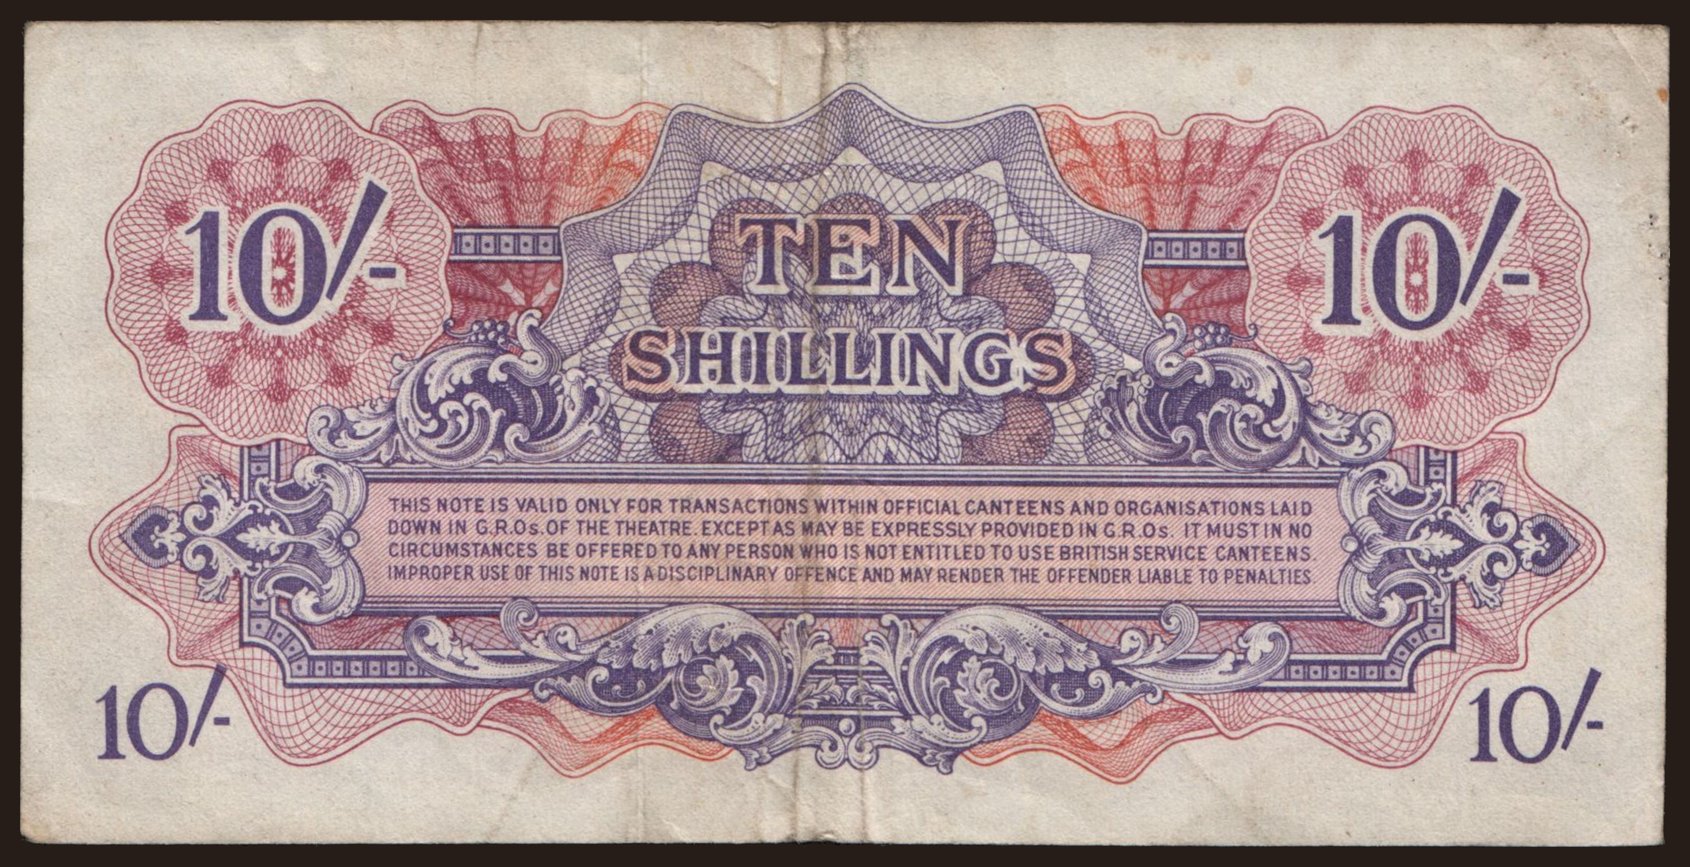 10/-
10/-
TEN
SHILLINGS
THIS NOTE IS VALID ONLY FOR TRANSACTIONS WITHIN OFFICIAL CANTEENS AND ORGANISATIONS LAID
DOWN IN G.R.Os. OF THE THEATRE. EXCEPT AS MAY BE EXPRESSLY PROVIDED IN G.R.Os. IT MUST IN NO
CIRCUMSTANCES BE OFFERED TO ANY PERSON WHO IS NOT ENTITLED TO USE BRITISH SERVICE CANTEENS.
IMPROPER USE OF THIS NOTE IS A DISCIPLINARY OFFENCE AND MAY RENDER THE OFFENDER LIABLE TO PENALTIES
10/-
10/-